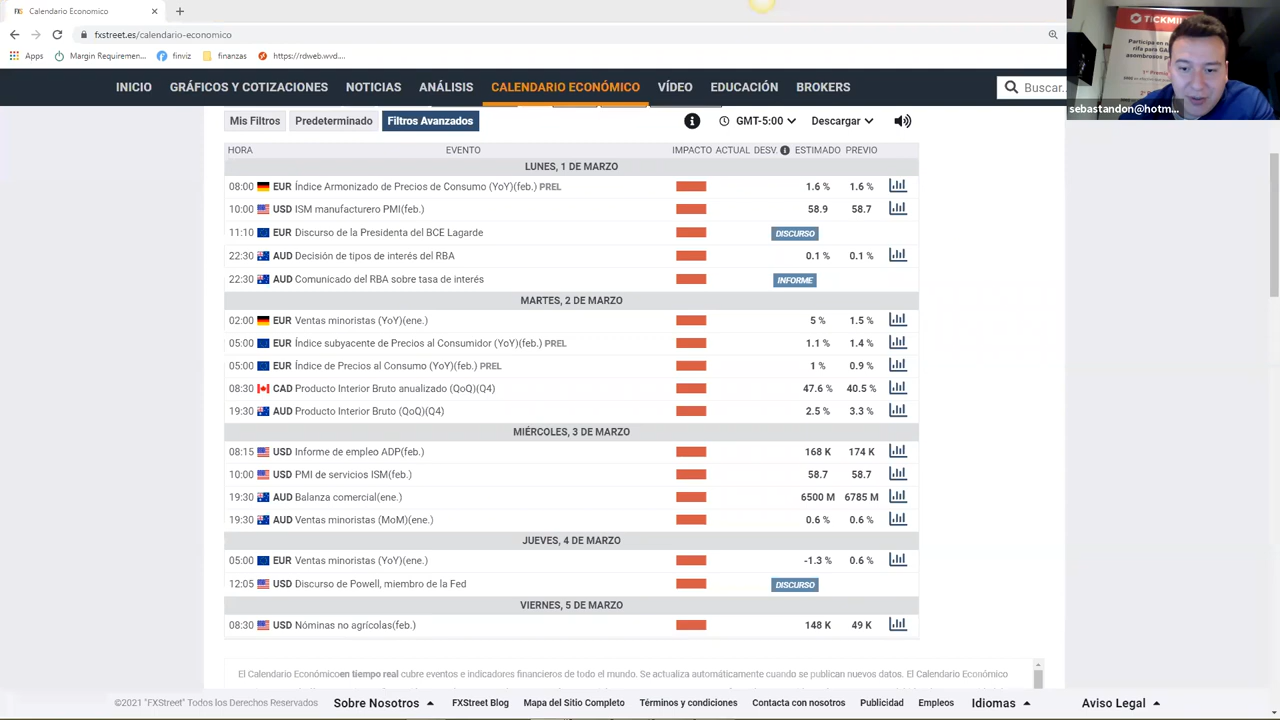 Calendario Economico
fxstreet.es/calendario-economico
Apps Margin Requiremen... finviz finanzas https://rdweb.wvd....
INICIO GRÁFICOS Y COTIZACIONES NOTICIAS ANÁLISIS CALENDARIO ECONÓMICO VÍDEO EDUCACIÓN BROKERS Buscar..
TICKMIL
Participa en
rifa para GA
asombrosos p
1º Premio
sebastandon@hotm...
Mis Filtros Predeterminado Filtros Avanzados GMT-5:00 Descargar
HORA EVENTO IMPACTO ACTUAL DESV. ESTIMADO PREVIO
LUNES, 1 DE MARZO
08:00 EUR Índice Armonizado de Precios de Consumo (YoY)(feb.) PREL 1.6 % 1.6 %
10:00 USD ISM manufacturero PMI(feb.) 58.9 58.7
11:10 EUR Discurso de la Presidenta del BCE Lagarde DISCURSO
22:30 AUD Decisión de tipos de interés del RBA 0.1 % 0.1 %
22:30 AUD Comunicado del RBA sobre tasa de interés INFORME
MARTES, 2 DE MARZO
02:00 EUR Ventas minoristas (YoY)(ene.) 5 % 1.5 %
05:00 EUR Índice subyacente de Precios al Consumidor (YoY)(feb.) PREL 1.1 % 1.4 %
05:00 EUR Índice de Precios al Consumo (YoY)(feb.) PREL 1 % 0.9 %
08:30 CAD Producto Interior Bruto anualizado (QoQ)(Q4) 47.6 % 40.5 %
19:30 AUD Producto Interior Bruto (QoQ)(Q4) 2.5 % 3.3 %
MIÉRCOLES, 3 DE MARZO
08:15 USD Informe de empleo ADP(feb.) 168 K 174 K
10:00 USD PMI de servicios ISM(feb.) 58.7 58.7
19:30 AUD Balanza comercial(ene.) 6500 M 6785 M
19:30 AUD Ventas minoristas (MoM)(ene.) 0.6 % 0.6 %
JUEVES, 4 DE MARZO
05:00 EUR Ventas minoristas (YoY)(ene.) -1.3 % 0.6 %
12:05 USD Discurso de Powell, miembro de la Fed DISCURSO
VIERNES, 5 DE MARZO
08:30 USD Nóminas no agrícolas(feb.) 148 K 49 K
El Calendario Económicoen tiempo real cubre eventos e indicadores financieros de todo el mundo. Se actualiza automáticamente cuando se publican nuevos datos. El Calendario Económico
©2021 "FXStreet" Todos los Derechos Reservados Sobre Nosotros FXStreet Blog Mapa del Sitio Completo Términos y condiciones Contacta con nosotros Publicidad Empleos Idiomas Aviso Legal